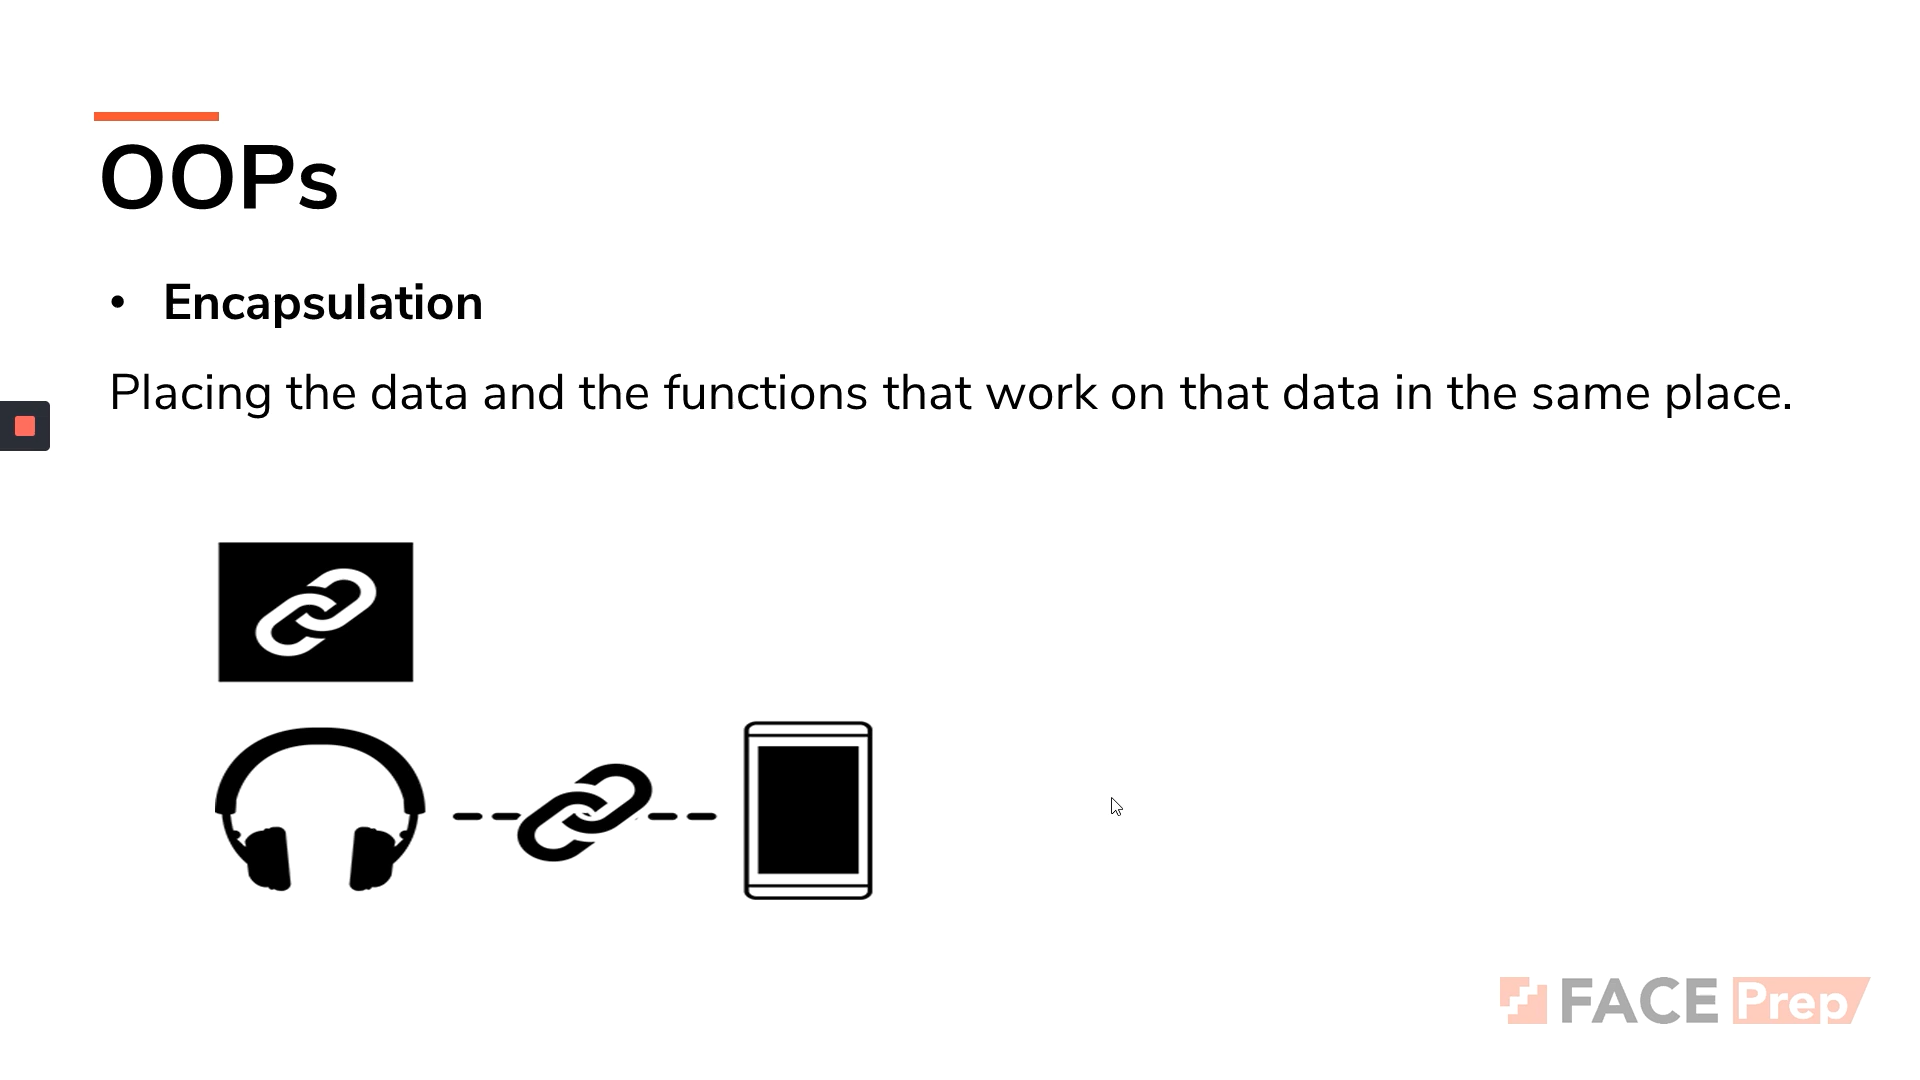 OOPs
• Encapsulation
Placing the data and the functions that work on that data in the same place.
FACE Prep